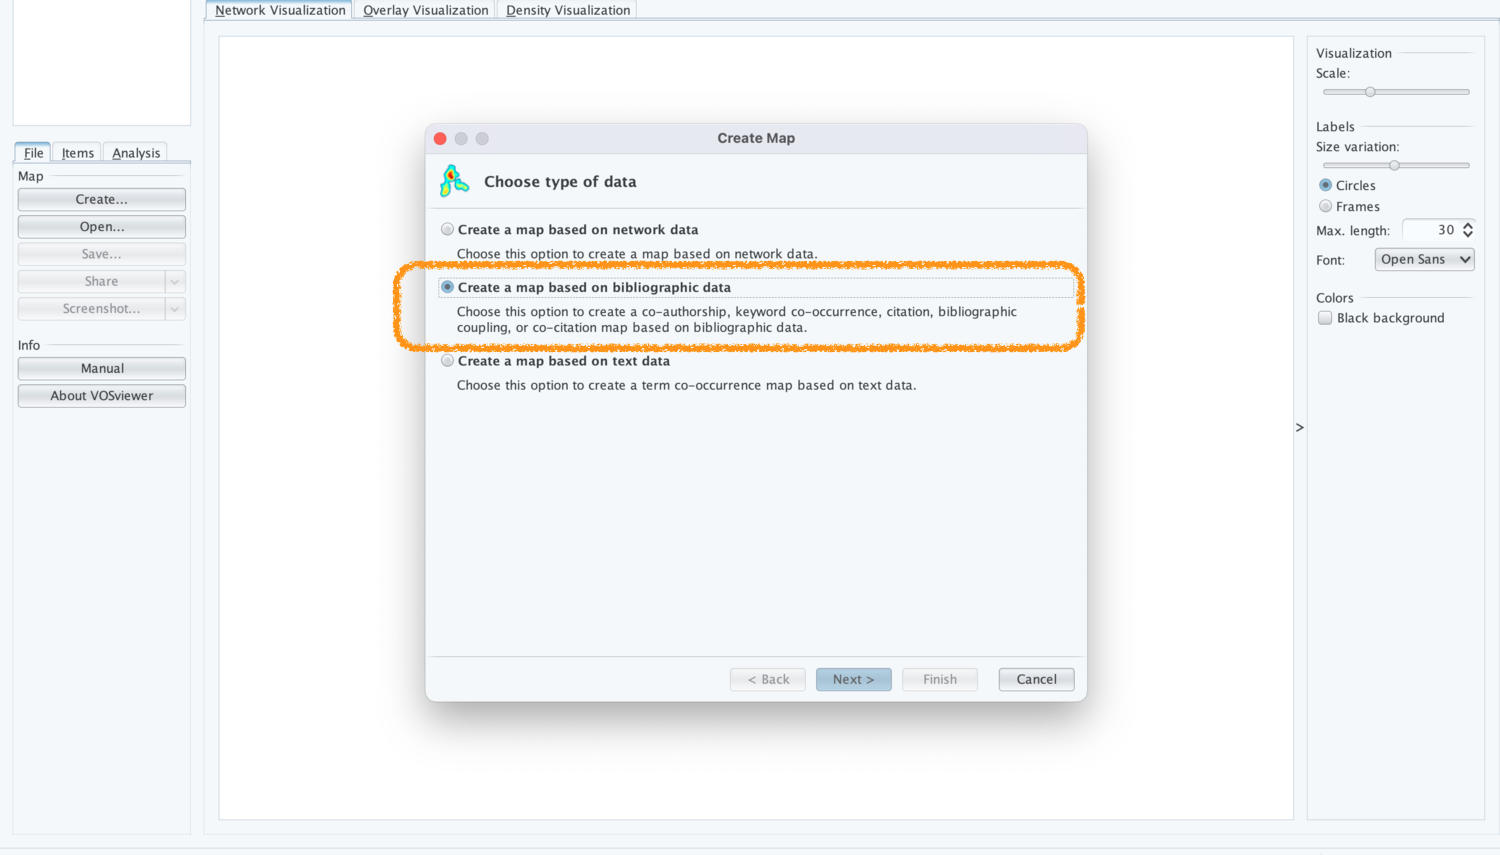 Network Visualization
Overlay Visualization
Density Visualization
File
Items
Analysis
Map
Create...
Open...
Save...
Share
Screenshot...
Info
Manual
About VOSviewer
Create Map
Choose type of data
Create a map based on network data
Choose this option to create a map based on network data.
Create a map based on bibliographic data
Choose this option to create a co-authorship, keyword co-occurrence, citation, bibliographic
coupling, or co-citation map based on bibliographic data.
Create a map based on text data
Choose this option to create a term co-occurrence map based on text data.
< Back
Next >
Finish
Cancel
>
Visualization
Scale:
Labels
Size variation:
Circles
Frames
Max. length: 30
Font: Open Sans
Colors
Black background